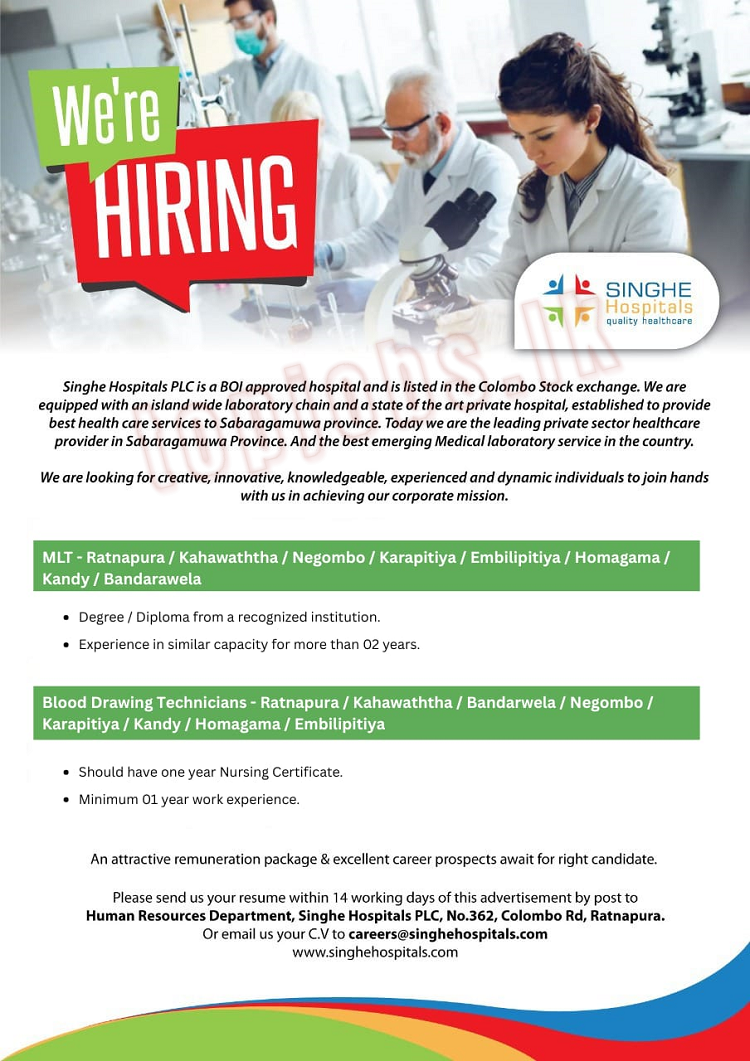 We're
HIRING
SINGHE
Hospitals
quality healthcare
topjobs.lk
Singhe Hospitals PLC is a BOI approved hospital and is listed in the Colombo Stock exchange. We are
equipped with an island wide laboratory chain and a state of the art private hospital, established to provide
best health care services to Sabaragamuwa province. Today we are the leading private sector healthcare
provider in Sabaragamuwa Province. And the best emerging Medical laboratory service in the country.
We are looking for creative, innovative, knowledgeable, experienced and dynamic individuals to join hands
with us in achieving our corporate mission.
MLT - Ratnapura / Kahawaththa / Negombo / Karapitiya / Embilipitiya / Homagama /
Kandy / Bandarawela
• Degree / Diploma from a recognized institution.
• Experience in similar capacity for more than 02 years.
Blood Drawing Technicians - Ratnapura / Kahawaththa / Bandarwela / Negombo /
Karapitiya / Kandy / Homagama / Embilipitiya
• Should have one year Nursing Certificate.
• Minimum 01 year work experience.
An attractive remuneration package & excellent career prospects await for right candidate.
Please send us your resume within 14 working days of this advertisement by post to
Human Resources Department, Singhe Hospitals PLC, No.362, Colombo Rd, Ratnapura.
Or email us your C.V to careers@singhehospitals.com
www.singhehospitals.com